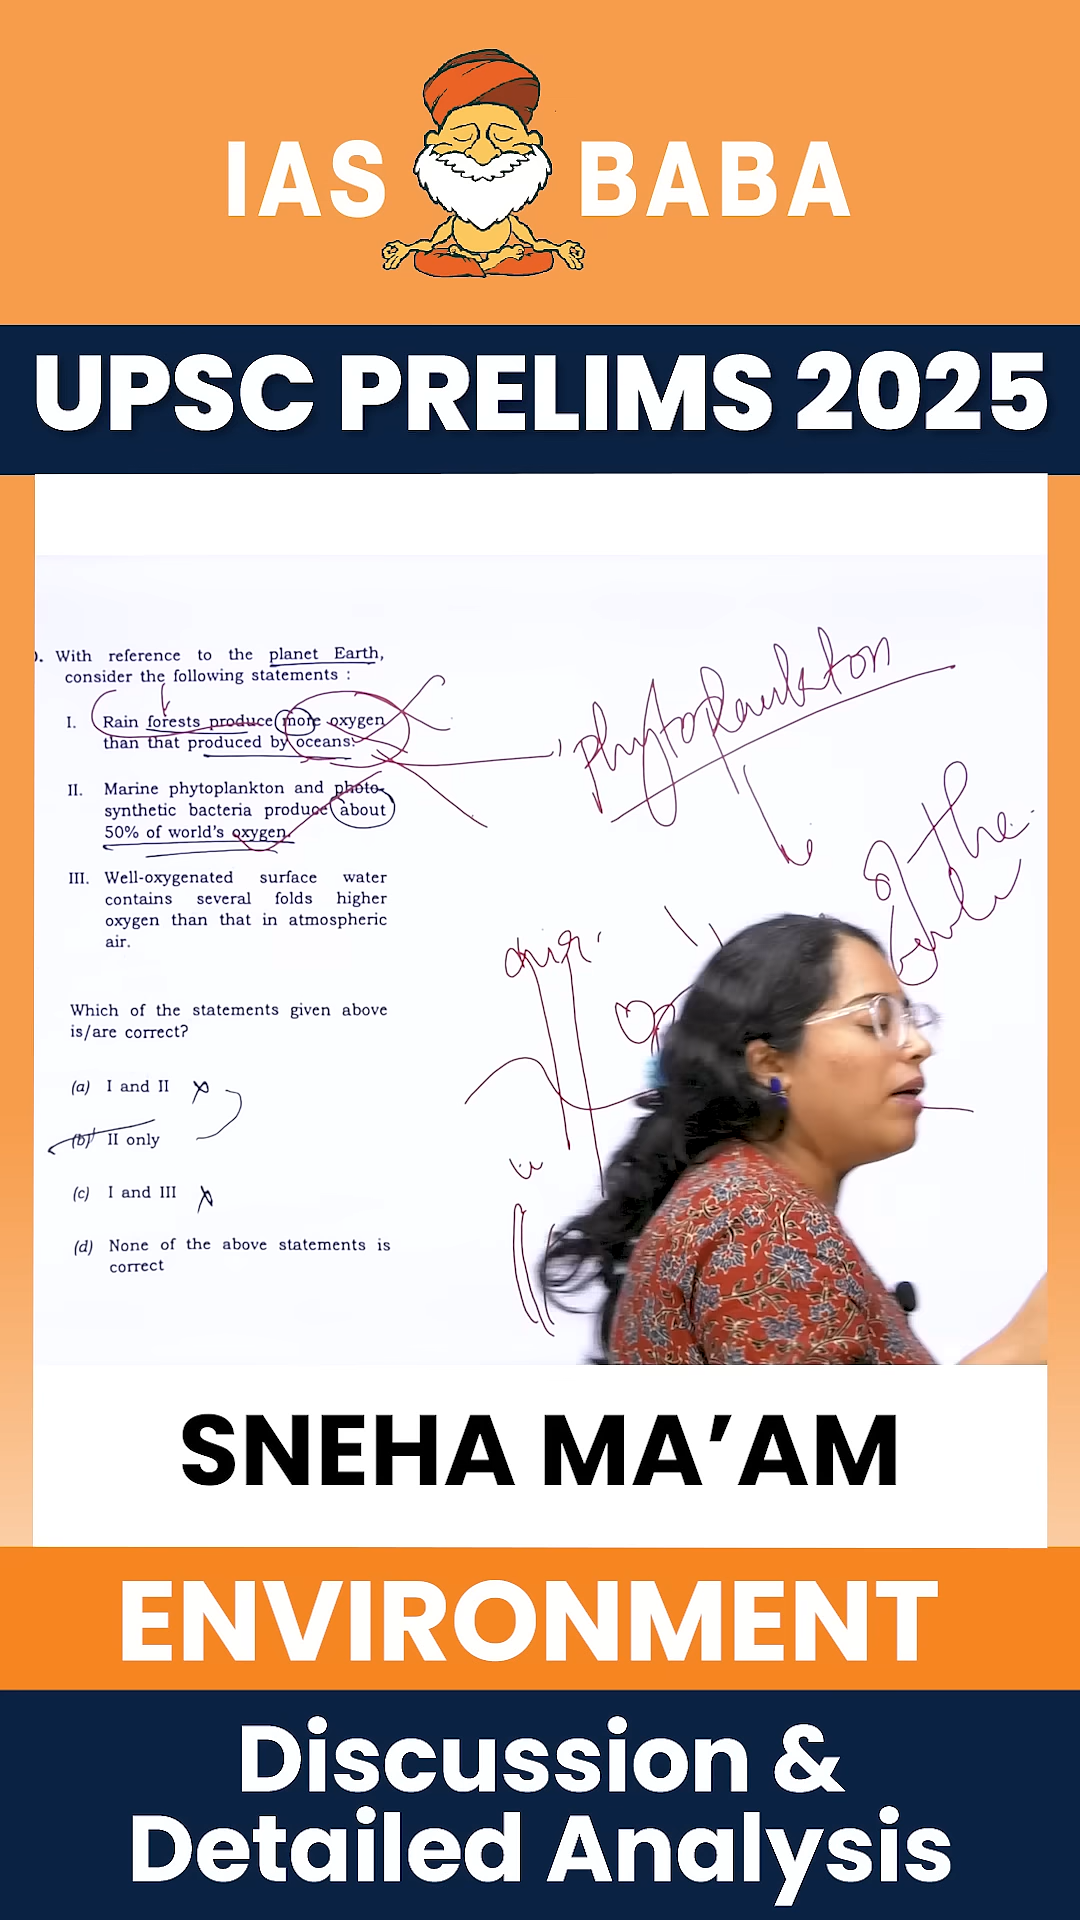 IAS BABA
UPSC PRELIMS 2025
. With reference to the planet Earth,
consider the following statements :
I. Rain forests produce more oxygen
than that produced by oceans.
II. Marine phytoplankton and photo-
synthetic bacteria produce about
50% of world's oxygen.
III. Well-oxygenated surface water
contains several folds higher
oxygen than that in atmospheric
air.
Which of the statements given above
is/are correct?
(a) I and II
(b) II only
(c) I and III
(d) None of the above statements is
correct
Phytoplankton
of the
SNEHA MA'AM
ENVIRONMENT
Discussion &
Detailed Analysis